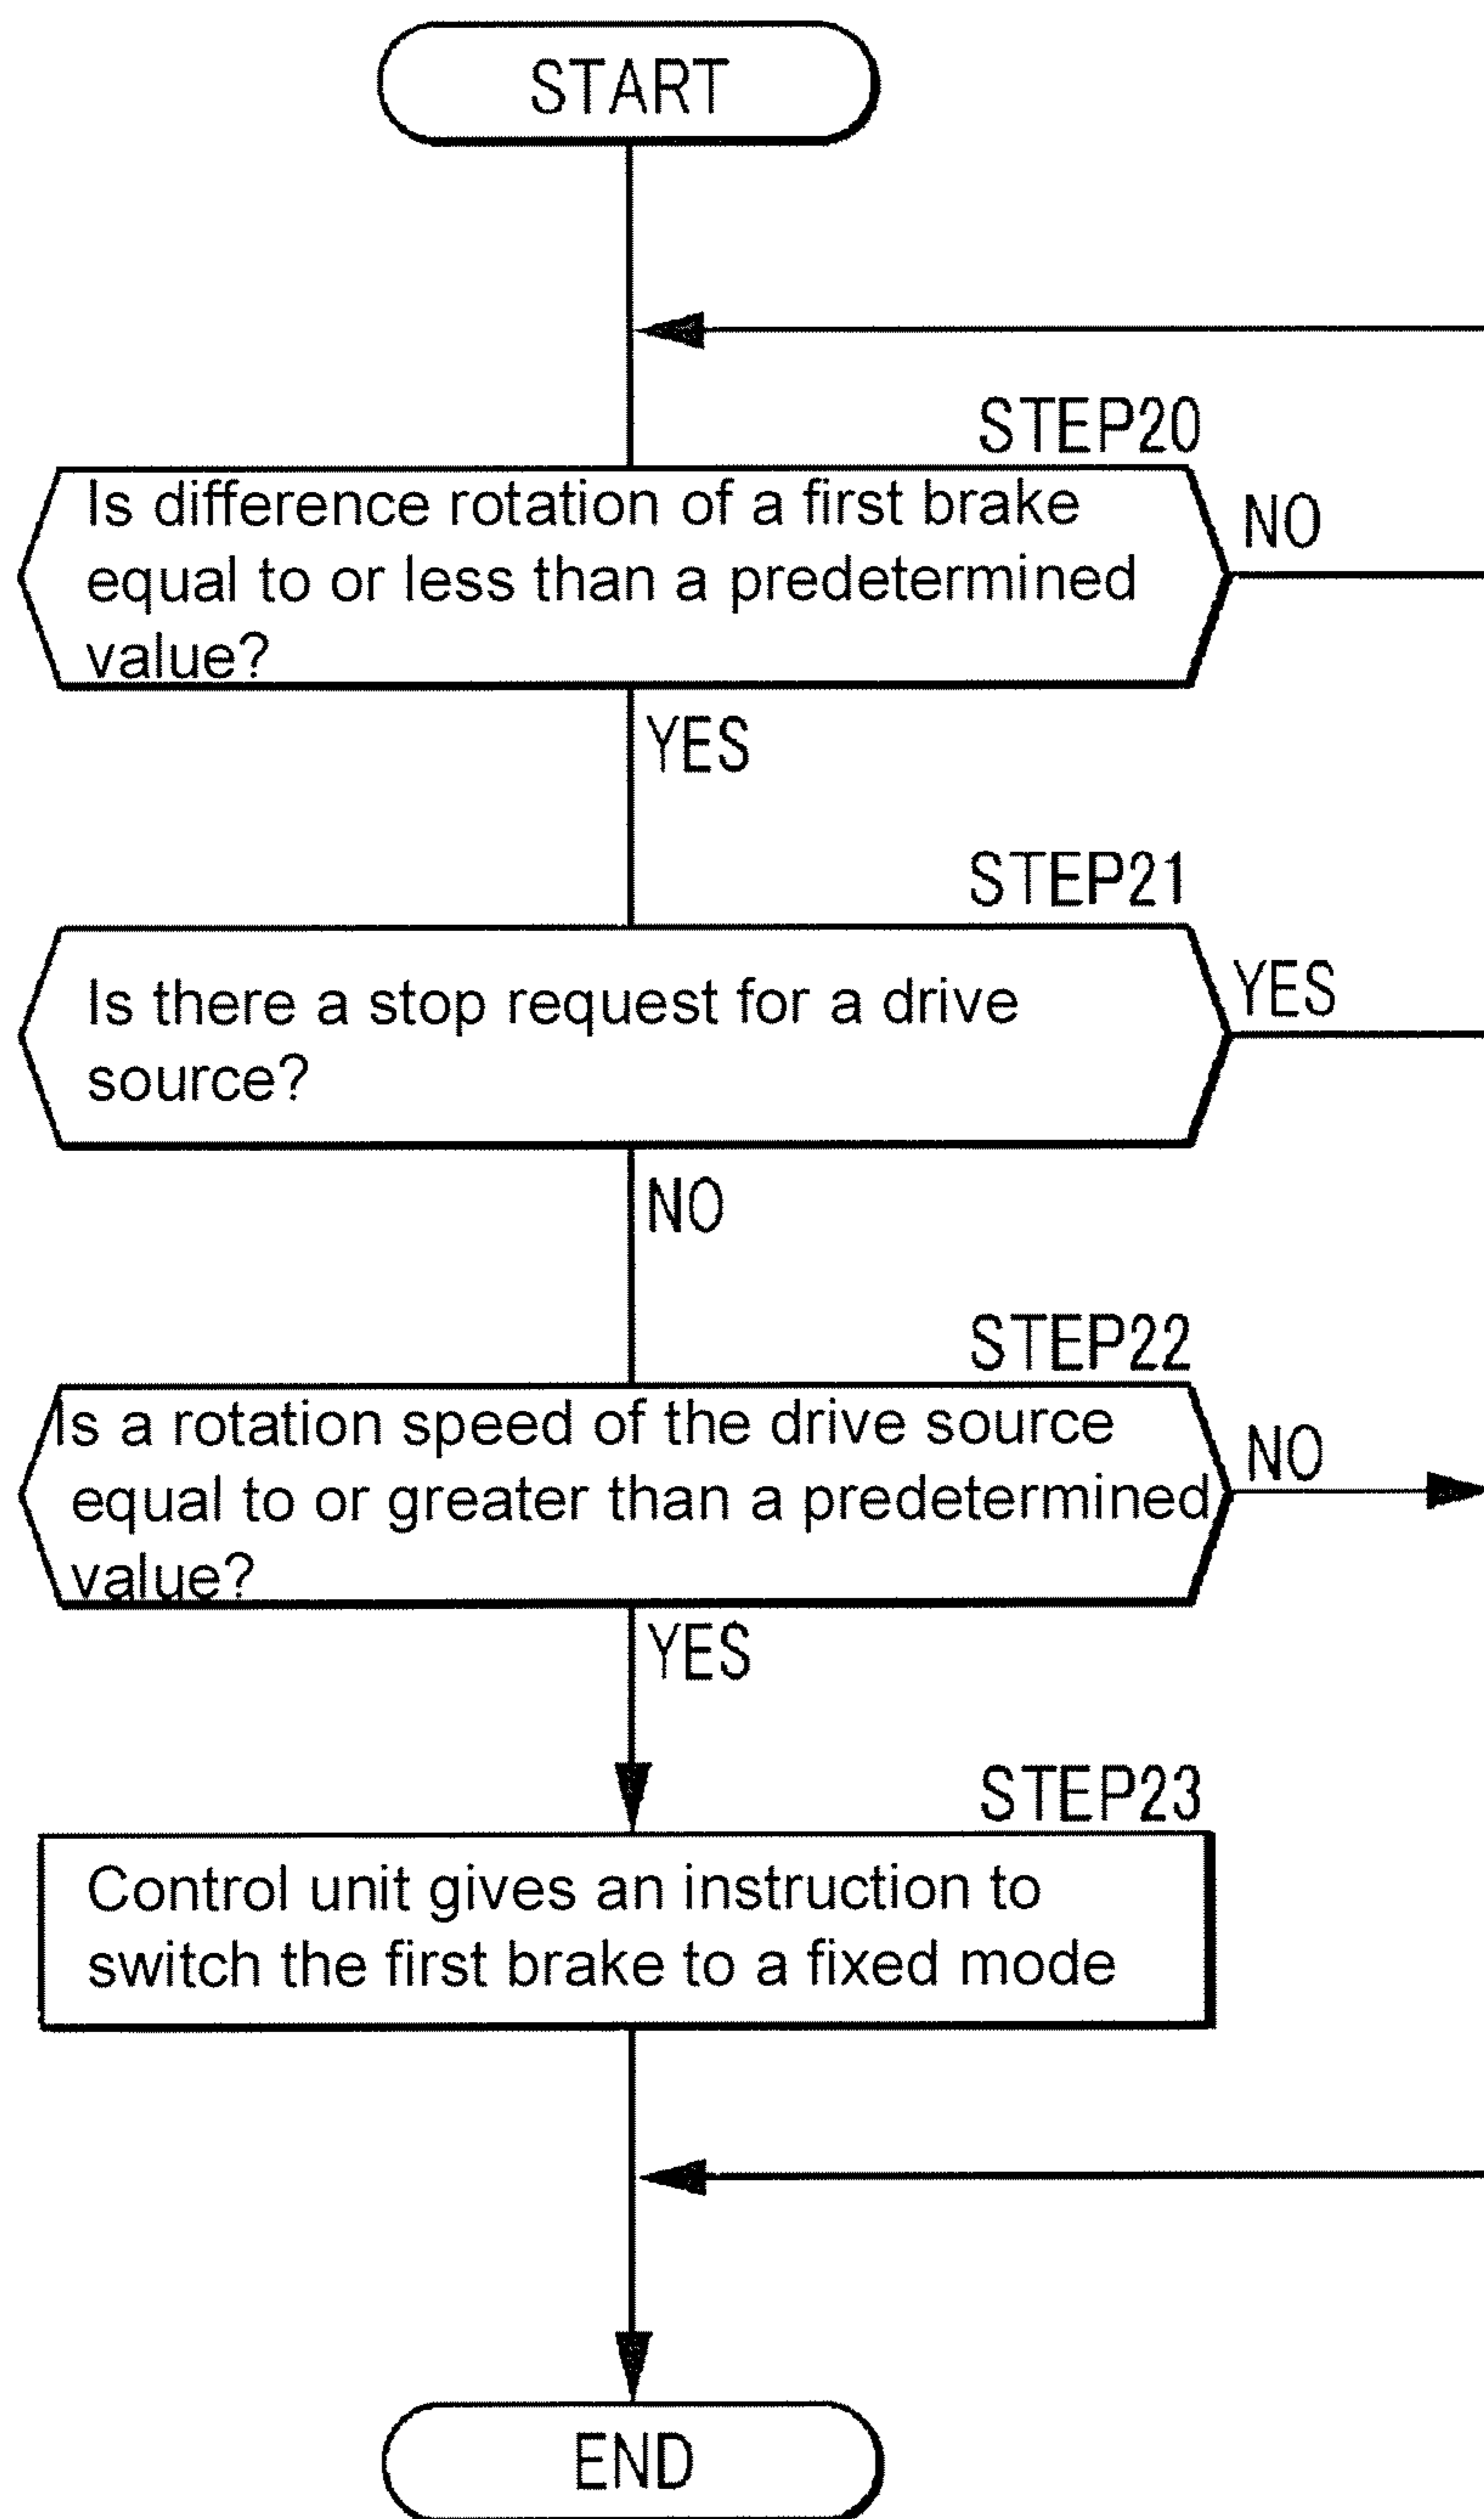 START
STEP20
Is difference rotation of a first brake
equal to or less than a predetermined
value?
NO
YES
STEP21
Is there a stop request for a drive
source?
YES
NO
STEP22
Is a rotation speed of the drive source
equal to or greater than a predetermined
value?
NO
YES
STEP23
Control unit gives an instruction to
switch the first brake to a fixed mode
END